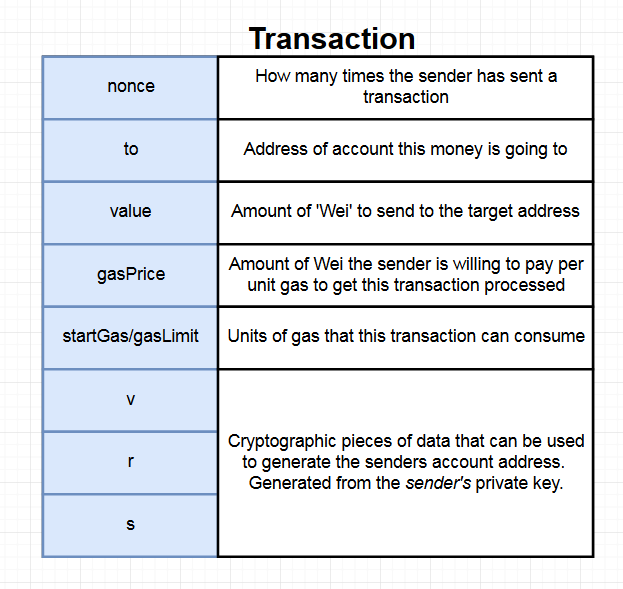 Transaction
nonce
How many times the sender has sent a
transaction
to
Address of account this money is going to
value
Amount of 'Wei' to send to the target address
gasPrice
Amount of Wei the sender is willing to pay per
unit gas to get this transaction processed
startGas/gasLimit
Units of gas that this transaction can consume
v
r
s
Cryptographic pieces of data that can be used
to generate the senders account address.
Generated from the sender's private key.